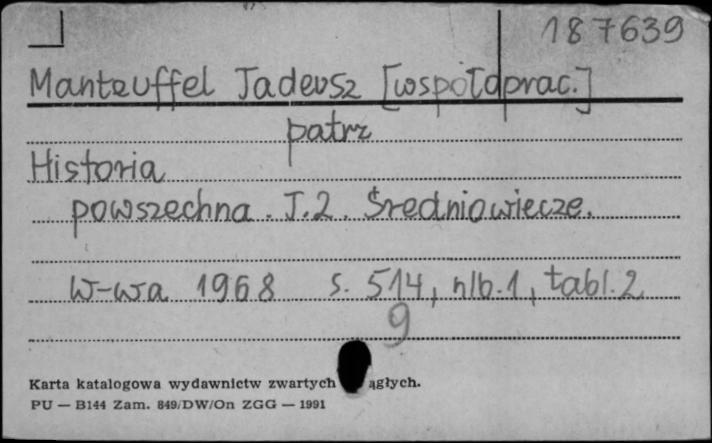 187639
Manteuffel Tadeusz [współprac.]
patrz
Historia
powszechna. T.2. Średniowiecze.
W-wa 1968 s. 514, nlb.1, tabl.2
9
Karta katalogowa wydawnictw zwartych ągłych.
PU — B144 Zam. 849/DW/On ZGG — 1991